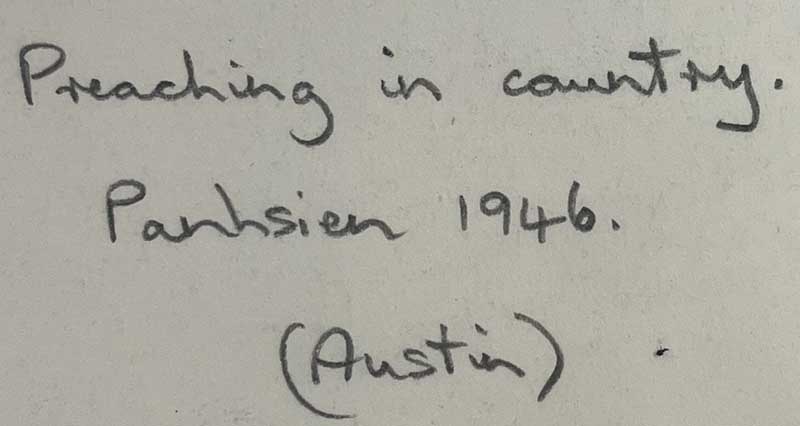 Preaching in country.
Panhsien 1946.
(Austin)